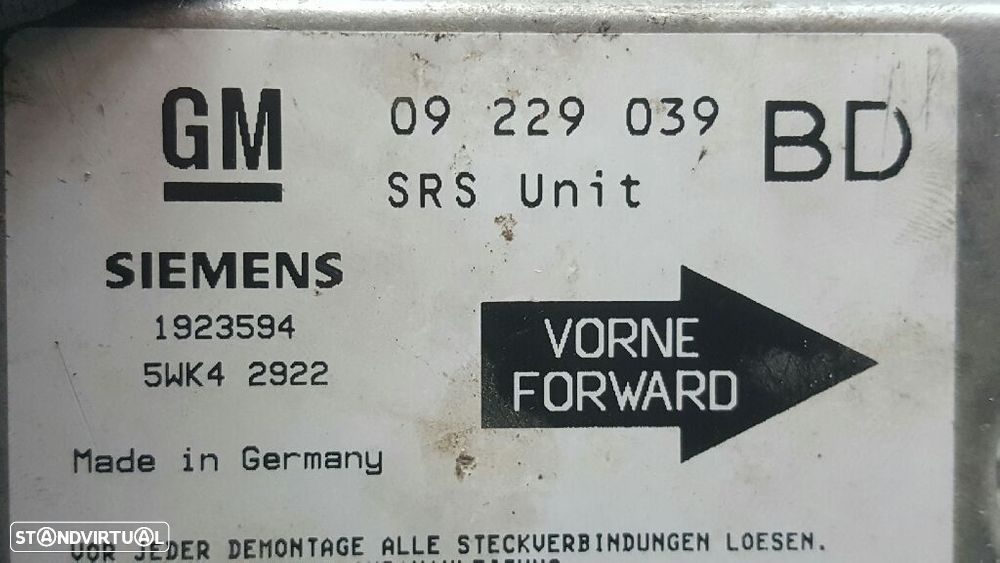 GM 09 229 039 BD
SRS Unit
SIEMENS
1923594
5WK4 2922
VORNE
FORWARD
Made in Germany
VOR JEDER DEMONTAGE ALLE STECKVERBINDUNGEN LOESEN.
STANDVIRTUAL